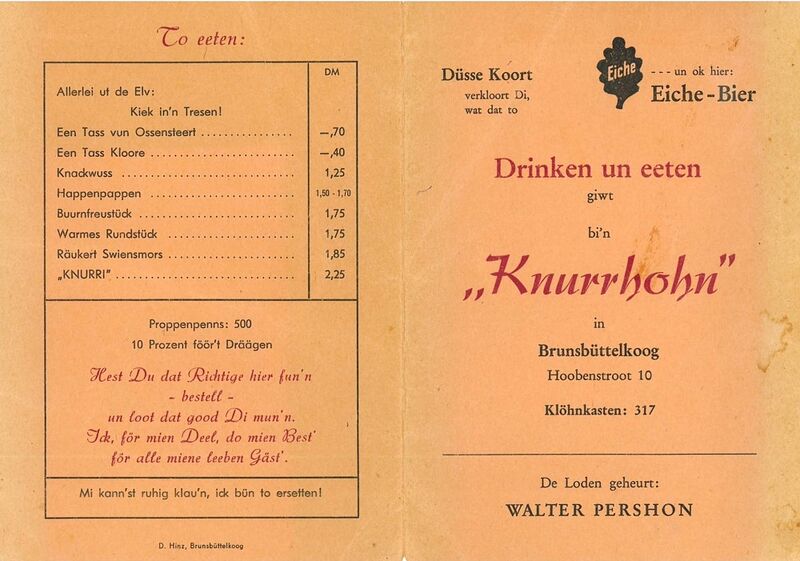 To eeten:
DM
Allerlei ut de Elv:
Kiek in'n Tresen!
Een Tass vun Ossensteert .................... —,70
Een Tass Kloore .............................. —,40
Knackwuss .................................. 1,25
Happenpappen .............................. 1,50 - 1,70
Buurnfreustück .............................. 1,75
Warmes Rundstück .......................... 1,75
Räukert Swiensmors ........................ 1,85
„KNURRI" .................................... 2,25
Proppenpenns: 500
10 Prozent föör't Dräägen
Hest Du dat Richtige hier fun'n
- bestell -
un loot dat good Di mun'n.
Ick, för mien Deel, do mien Best'
för alle miene leeben Gäst'.
Mi kann'st ruhig klau'n, ick bün to ersetten!
D. Hinz, Brunsbüttelkoog
Düsse Koort
verkloort Di,
wat dat to
Eiche
--- un ok hier:
Eiche-Bier
Drinken un eeten
giwt
bi'n
„Knurrhohn"
in
Brunsbüttelkoog
Hoobenstroot 10
Klöhnkasten: 317
De Loden geheurt:
WALTER PERSHON